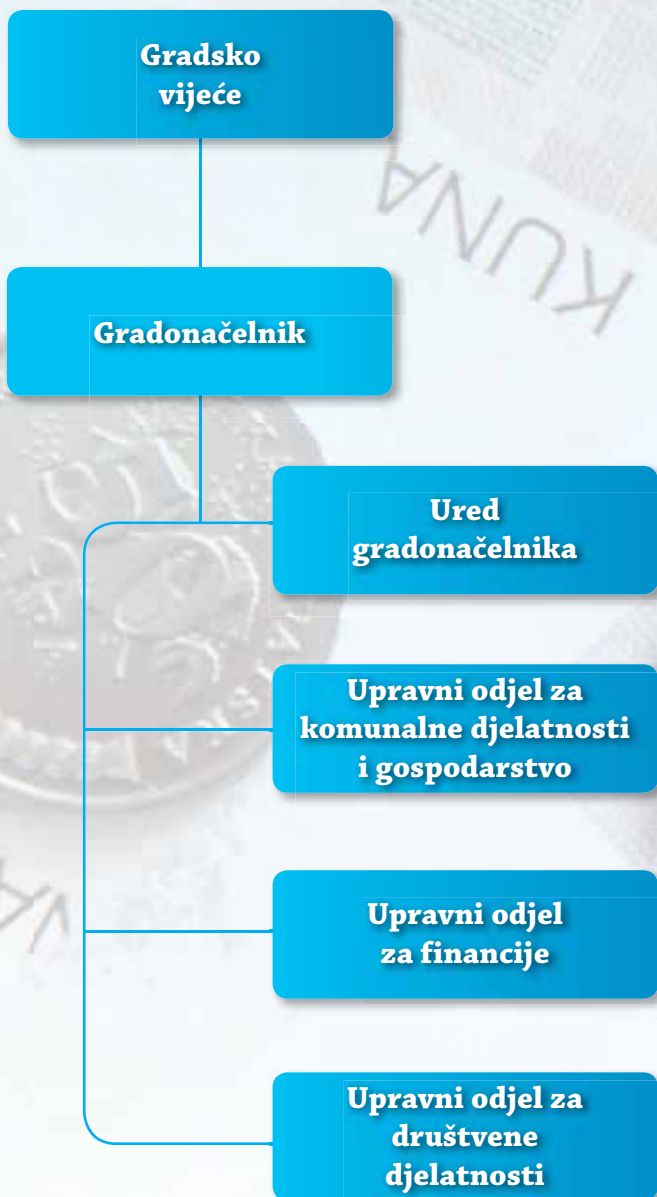 Gradsko
vijeće
KUNA
Gradonačelnik
Ured
gradonačelnika
Upravni odjel za
komunalne djelatnosti
i gospodarstvo
Upravni odjel
za financije
Upravni odjel za
društvene
djelatnosti